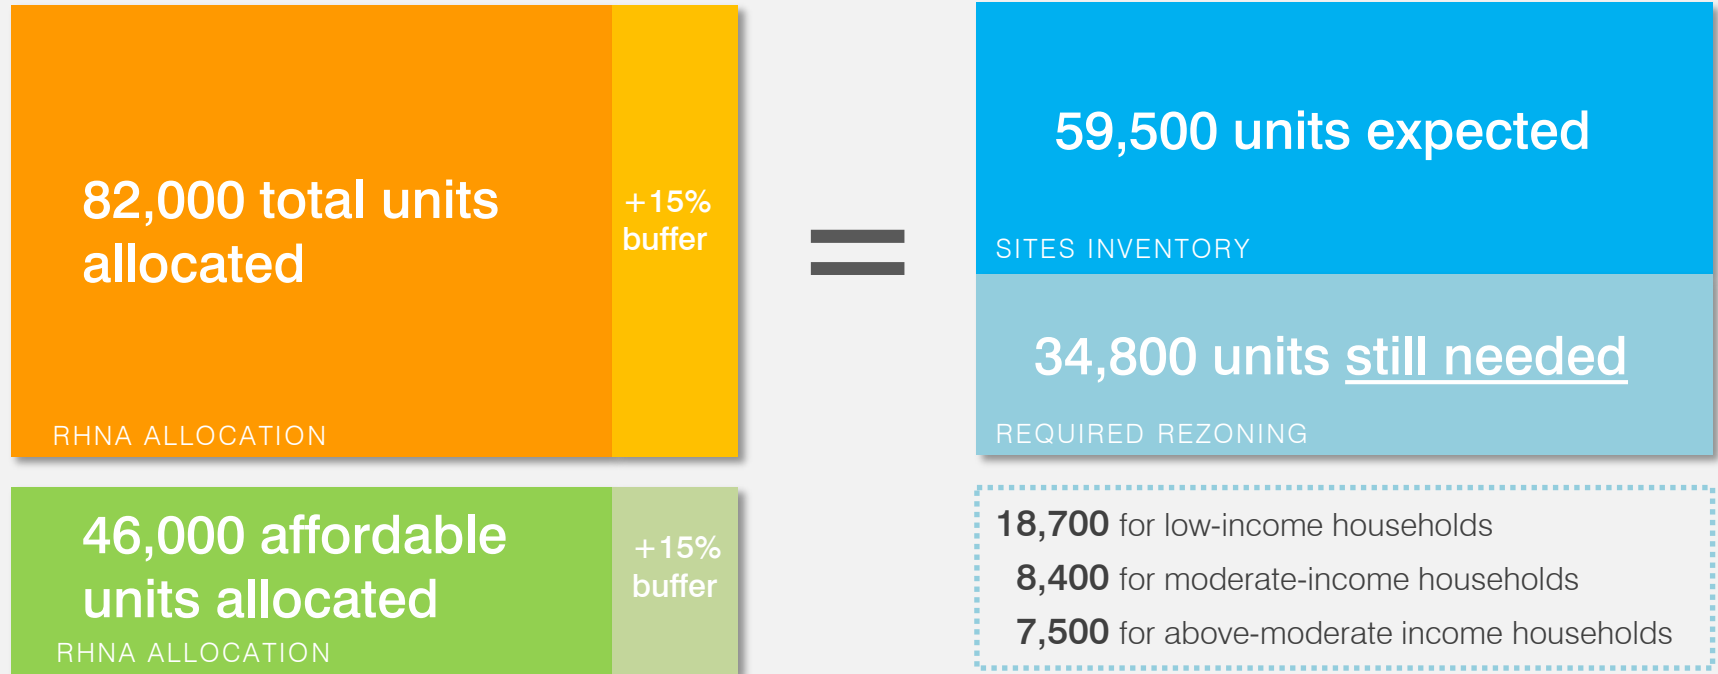 82,000 total units
allocated
+15%
buffer
RHNA ALLOCATION
=
59,500 units expected
SITES INVENTORY
34,800 units still needed
REQUIRED REZONING
46,000 affordable
units allocated
+15%
buffer
RHNA ALLOCATION
18,700 for low-income households
8,400 for moderate-income households
7,500 for above-moderate income households